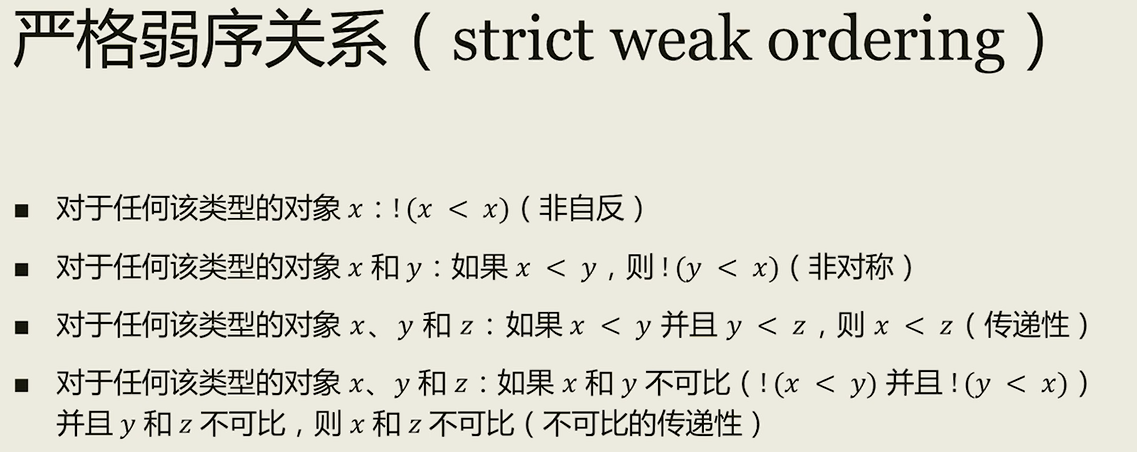 严格弱序关系（strict weak ordering）
■ 对于任何该类型的对象 x：!(x < x)（非自反）
■ 对于任何该类型的对象 x 和 y：如果 x < y，则 !(y < x)（非对称）
■ 对于任何该类型的对象 x、y 和 z：如果 x < y 并且 y < z，则 x < z（传递性）
■ 对于任何该类型的对象 x、y 和 z：如果 x 和 y 不可比（!(x < y) 并且 !(y < x)）
并且 y 和 z 不可比，则 x 和 z 不可比（不可比的传递性）